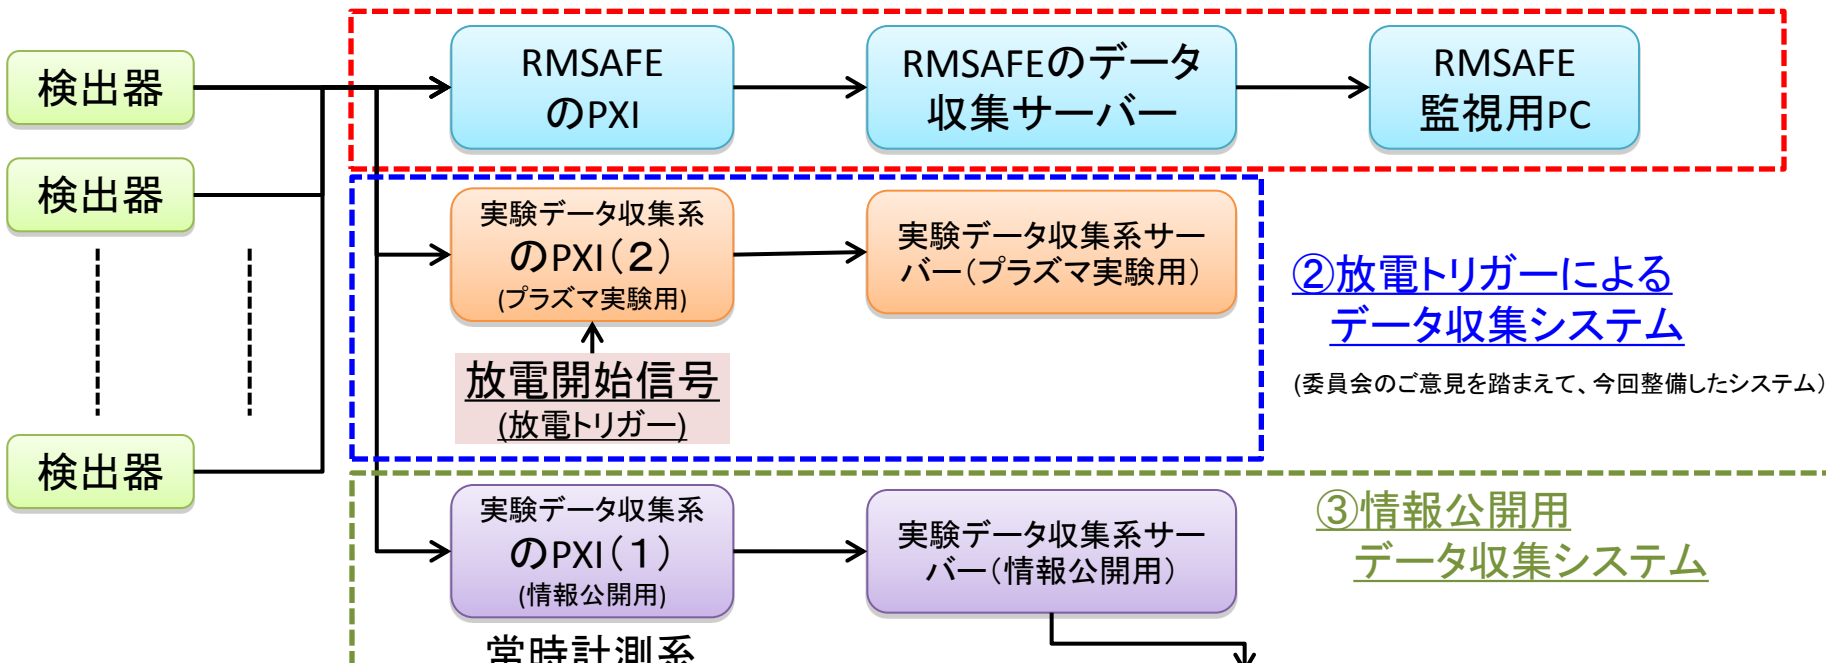 検出器
検出器
検出器
RMSAFE
のPXI
RMSAFEのデータ
収集サーバー
RMSAFE
監視用PC
実験データ収集系
のPXI(2)
(プラズマ実験用)
実験データ収集系サー
バー(プラズマ実験用)
放電開始信号
(放電トリガー)
②放電トリガーによる
データ収集システム
(委員会のご意見を踏まえて、今回整備したシステム)
実験データ収集系
のPXI(1)
(情報公開用)
実験データ収集系サー
バー(情報公開用)
③情報公開用
データ収集システム
常時計測系